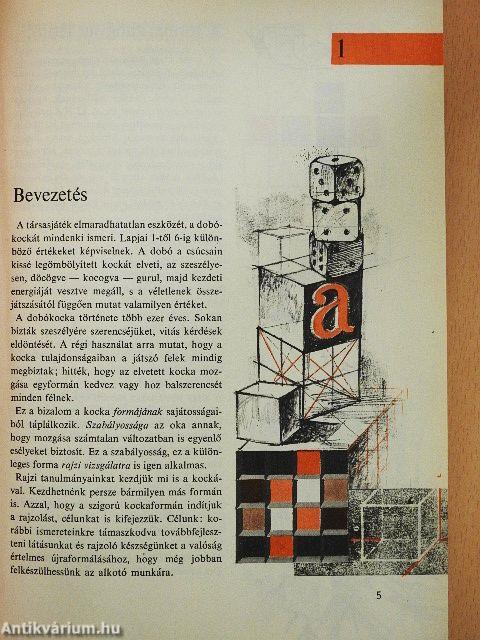 1
Bevezetés
A társasjáték elmaradhatatlan eszközét, a dobó-
kockát mindenki ismeri. Lapjai 1-től 6-ig külön-
böző értékeket képviselnek. A dobó a csúcsain
kissé legömbölyített kockát elveti, az szeszélye-
sen, döcögve — kocogva — gurul, majd kezdeti
energiáját vesztve megáll, s a véletlenek össze-
játszásától függően mutat valamilyen értéket.
A dobókocka története több ezer éves. Sokan
bízták szeszélyére szerencséjüket, vitás kérdések
eldöntését. A régi használat arra mutat, hogy a
kocka tulajdonságaiban a játszó felek mindig
megbíztak; hitték, hogy az elvetett kocka moz-
gása egyformán kedvez vagy hoz balszerencsét
minden félnek.
Ez a bizalom a kocka formájának sajátosságai-
ból táplálkozik. Szabályossága az oka annak,
hogy mozgása számtalan változatban is egyenlő
esélyeket biztosít. Ez a szabályosság, ez a külön-
leges forma rajzi vizsgálatra is igen alkalmas.
Rajzi tanulmányainkat kezdjük mi is a kocká-
val. Kezdhetnénk persze bármilyen más formán
is. Azzal, hogy a szigorú kockaformán indítjuk
a rajzolást, célunkat is kifejezzük. Célunk: ko-
rábbi ismereteinkre támaszkodva továbbfejlesz-
teni látásunkat és rajzoló készségünket a valóság
értelmes újraformálásához, hogy még jobban
felkészülhessünk az alkotó munkára.
a
5
Antikvárium.hu